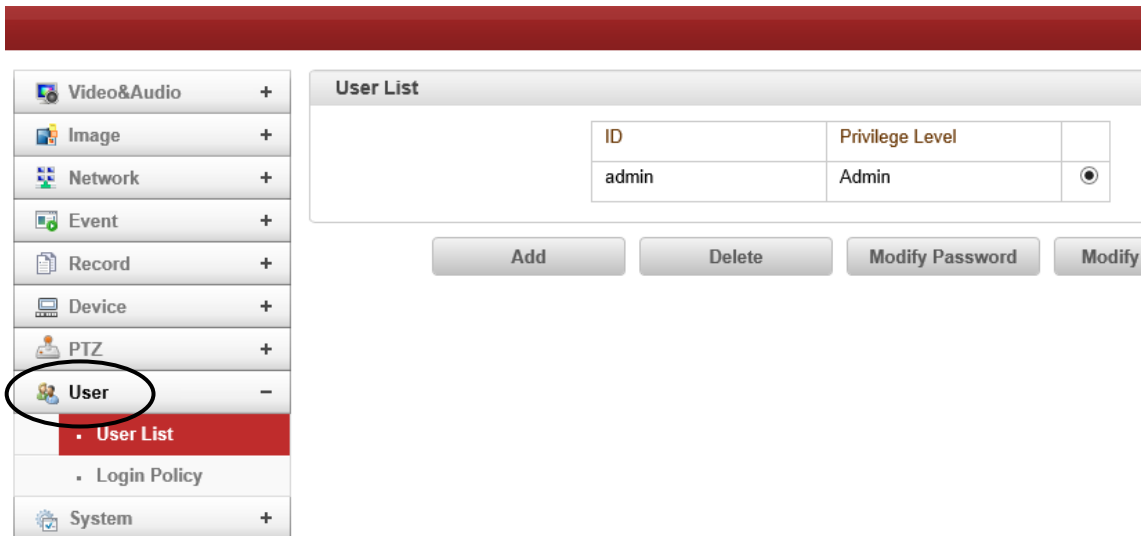 Video&Audio +
Image +
Network +
Event +
Record +
Device +
PTZ +
User −
User List
Login Policy
System +
User List
ID Privilege Level
admin Admin
Add Delete Modify Password Modify